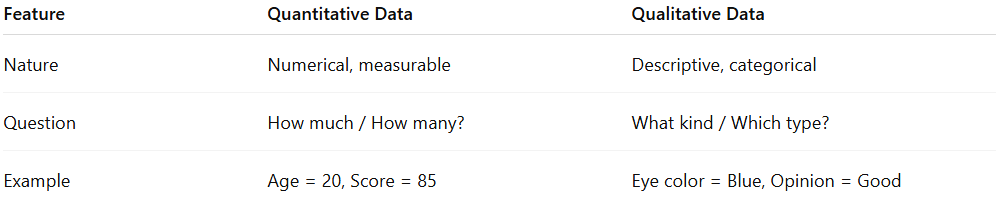 Feature Quantitative Data Qualitative Data
Nature Numerical, measurable Descriptive, categorical
Question How much / How many? What kind / Which type?
Example Age = 20, Score = 85 Eye color = Blue, Opinion = Good